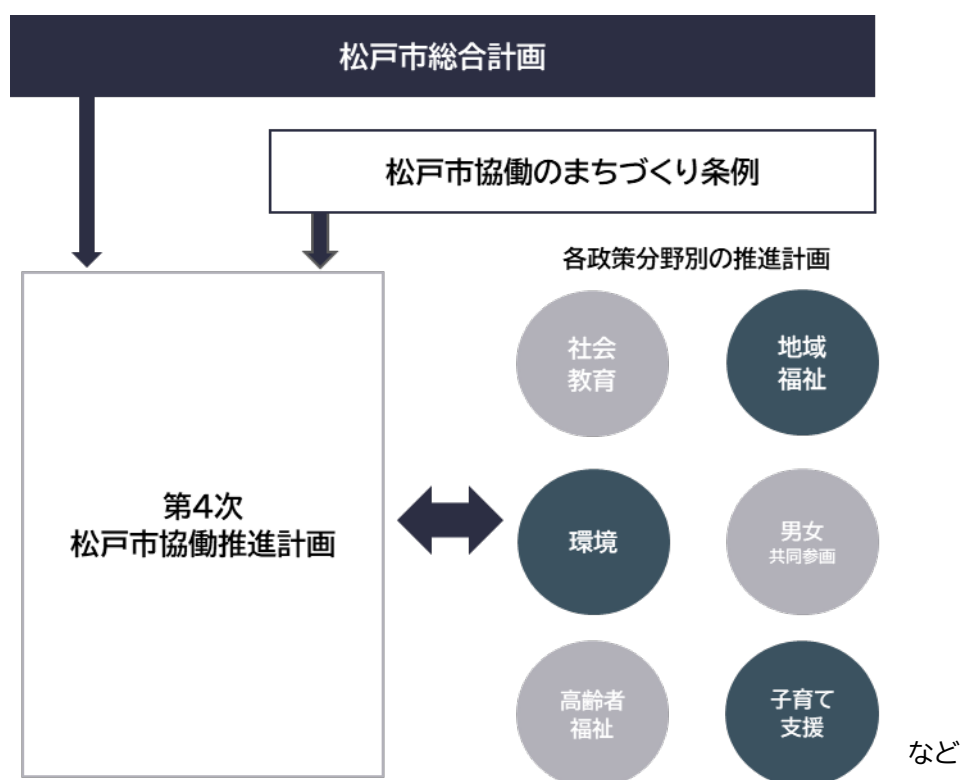 松戸市総合計画
松戸市協働のまちづくり条例
各政策分野別の推進計画
社会
教育
地域
福祉
第4次
松戸市協働推進計画
環境
男女
共同参画
高齢者
福祉
子育て
支援
など